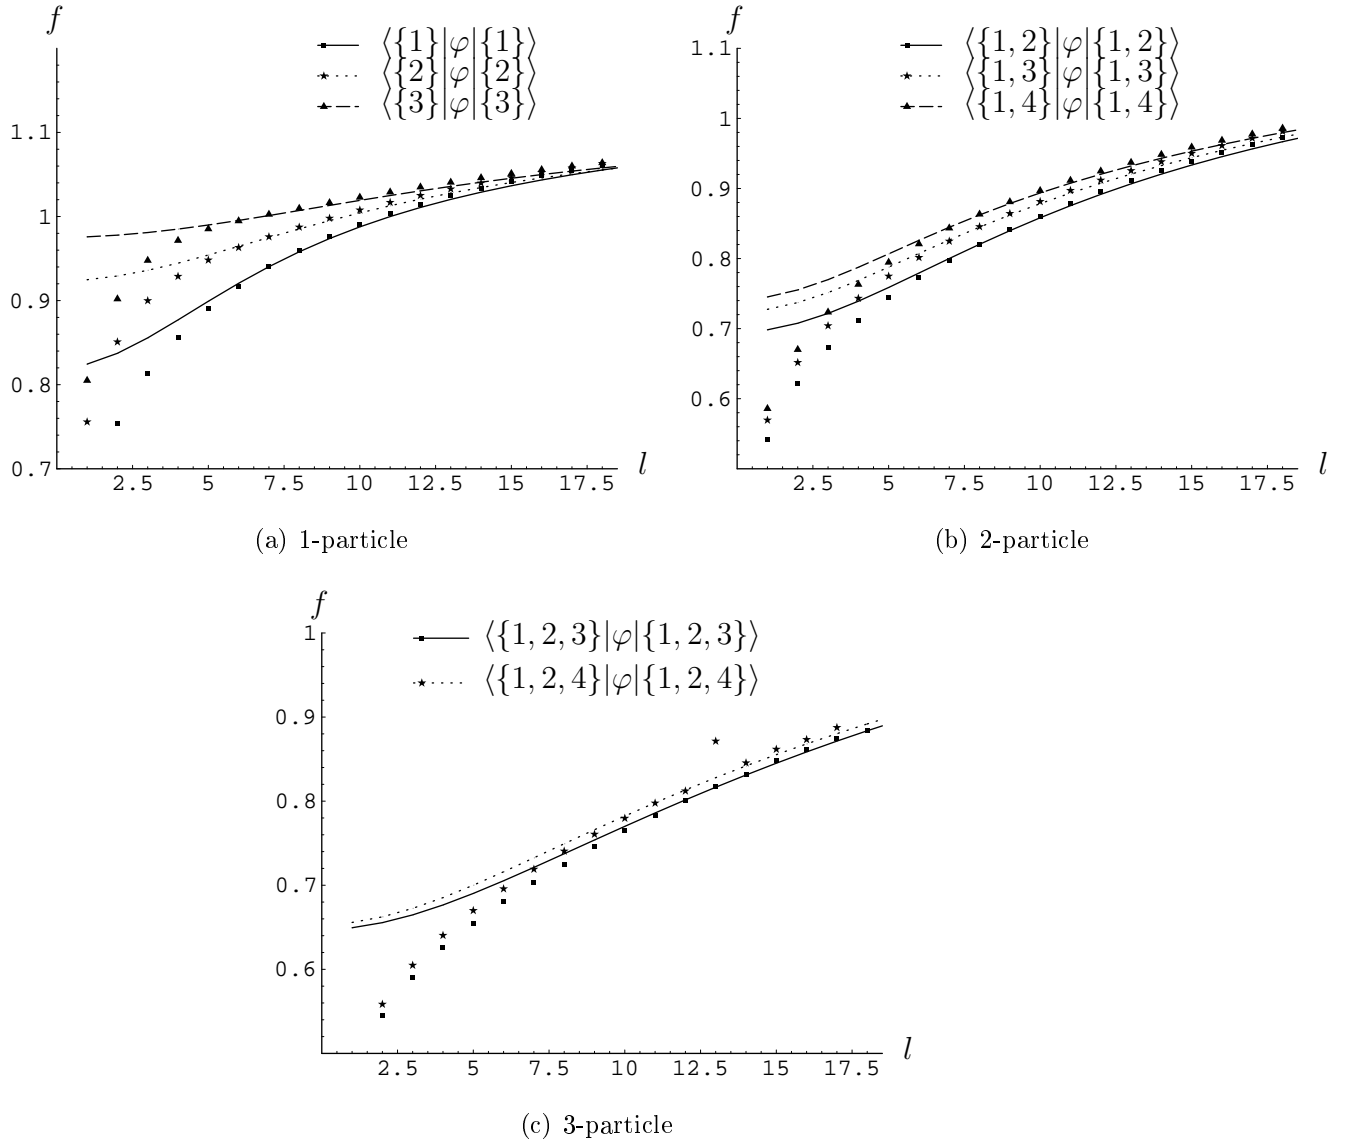 f
⟨{1}|φ|{1}⟩
⟨{2}|φ|{2}⟩
⟨{3}|φ|{3}⟩
1.1
1
0.9
0.8
0.7
2.5 5 7.5 10 12.5 15 17.5
l
(a) 1-particle
f
⟨{1, 2}|φ|{1, 2}⟩
⟨{1, 3}|φ|{1, 3}⟩
⟨{1, 4}|φ|{1, 4}⟩
1.1
1
0.9
0.8
0.7
0.6
2.5 5 7.5 10 12.5 15 17.5
l
(b) 2-particle
f
⟨{1, 2, 3}|φ|{1, 2, 3}⟩
⟨{1, 2, 4}|φ|{1, 2, 4}⟩
1
0.9
0.8
0.7
0.6
2.5 5 7.5 10 12.5 15 17.5
l
(c) 3-particle